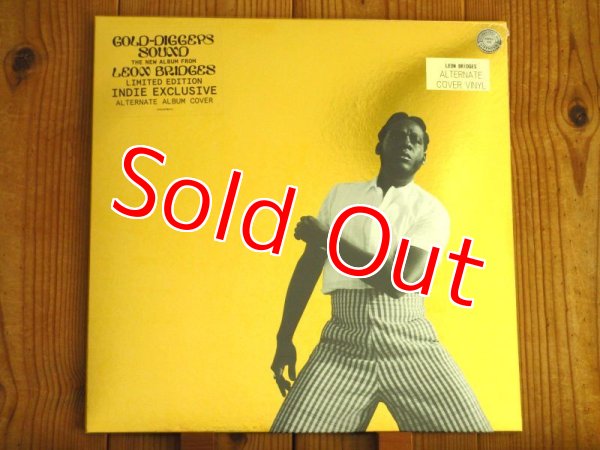 GOLD-DIGGERS
SOUND
THE NEW ALBUM FROM
LEON BRIDGES
LIMITED EDITION
INDIE EXCLUSIVE
ALTERNATE ALBUM COVER
LEON BRIDGES
ALTERNATE
COVER VINYL
Sold Out